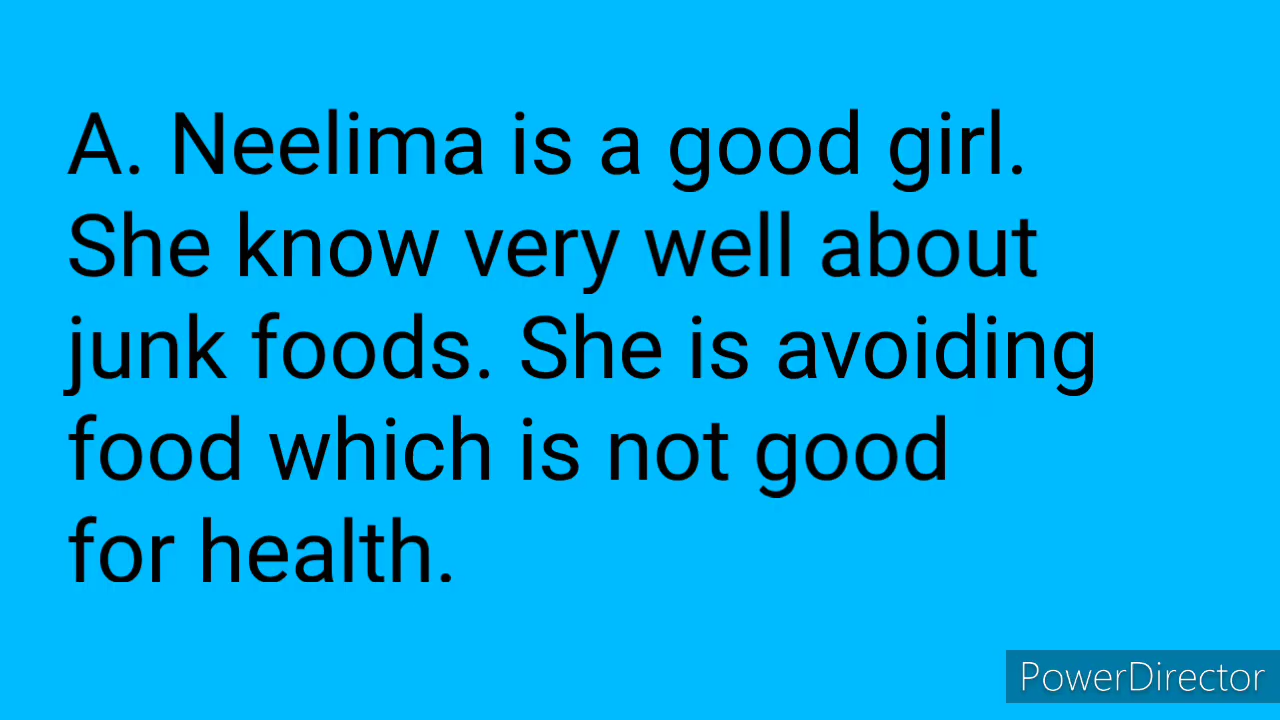 A. Neelima is a good girl.
She know very well about
junk foods. She is avoiding
food which is not good
for health.
PowerDirector